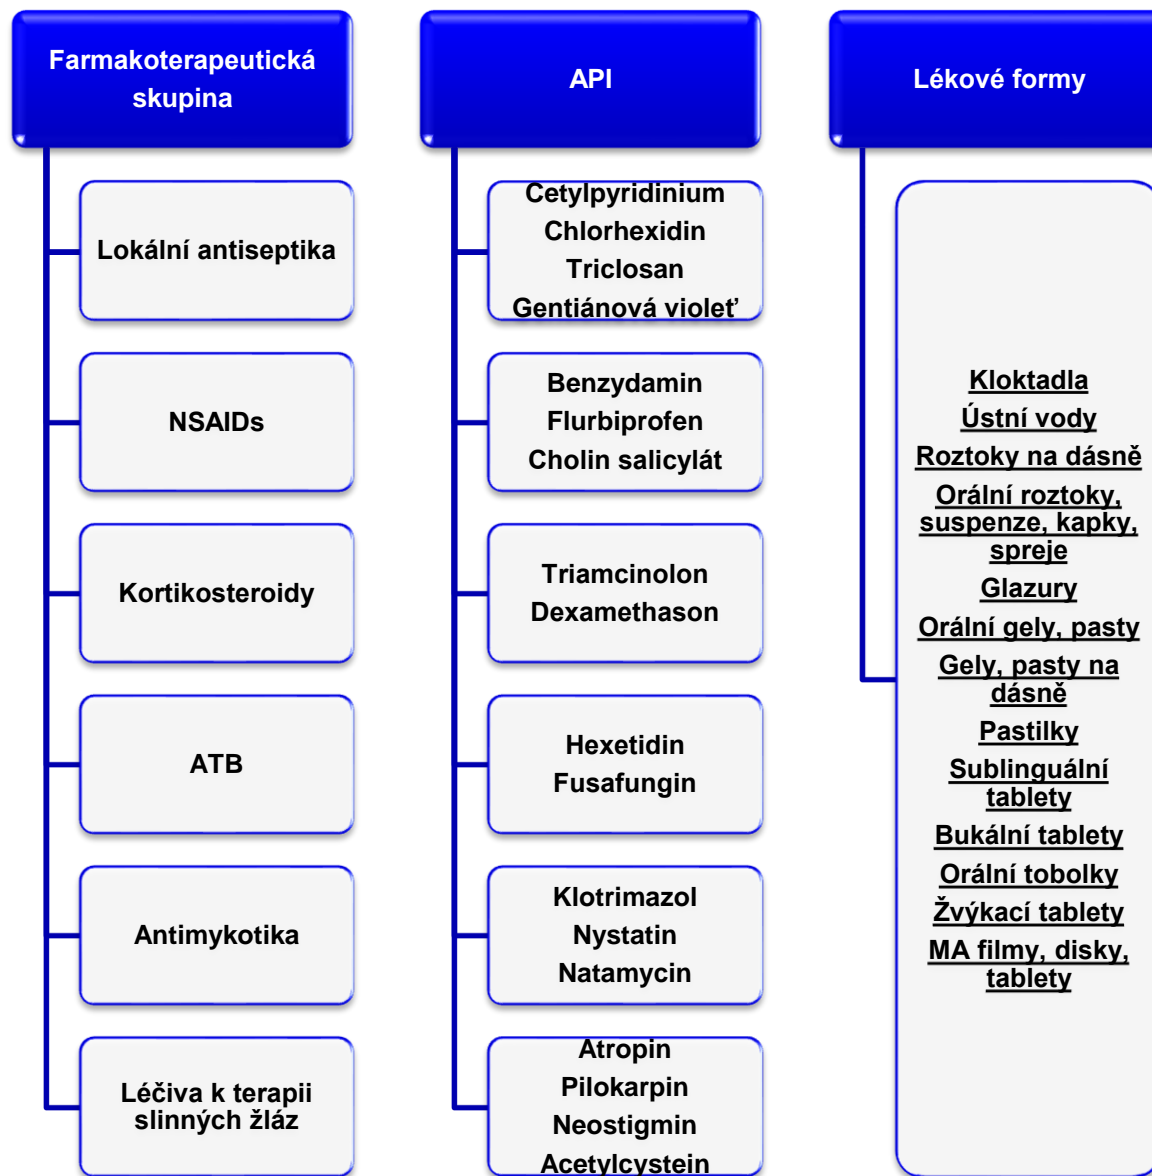 Farmakoterapeutická
skupina
Lokální antiseptika
NSAIDs
Kortikosteroidy
ATB
Antimykotika
Léčiva k terapii
slinných žláz
API
Cetylpyridinium
Chlorhexidin
Triclosan
Gentiánová violeť
Benzydamin
Flurbiprofen
Cholin salicylát
Triamcinolon
Dexamethason
Hexetidin
Fusafungin
Klotrimazol
Nystatin
Natamycin
Atropin
Pilokarpin
Neostigmin
Acetylcystein
Lékové formy
Kloktadla
Ústní vody
Roztoky na dásně
Orální roztoky,
suspenze, kapky,
spreje
Glazury
Orální gely, pasty
Gely, pasty na
dásně
Pastilky
Sublinguální
tablety
Bukální tablety
Orální tobolky
Žvýkací tablety
MA filmy, disky,
tablety